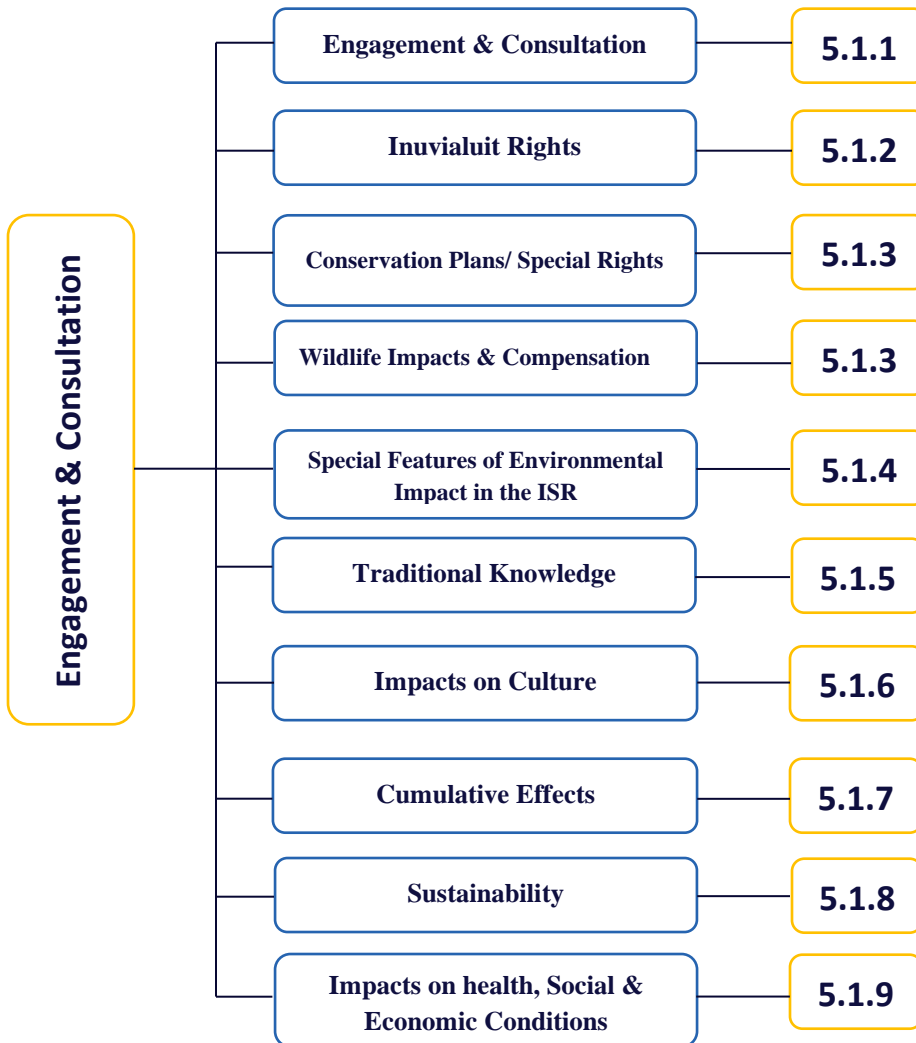 Engagement & Consultation
Engagement & Consultation
5.1.1
Inuvialuit Rights
5.1.2
Conservation Plans/ Special Rights
5.1.3
Wildlife Impacts & Compensation
5.1.3
Special Features of Environmental
Impact in the ISR
5.1.4
Traditional Knowledge
5.1.5
Impacts on Culture
5.1.6
Cumulative Effects
5.1.7
Sustainability
5.1.8
Impacts on health, Social &
Economic Conditions
5.1.9